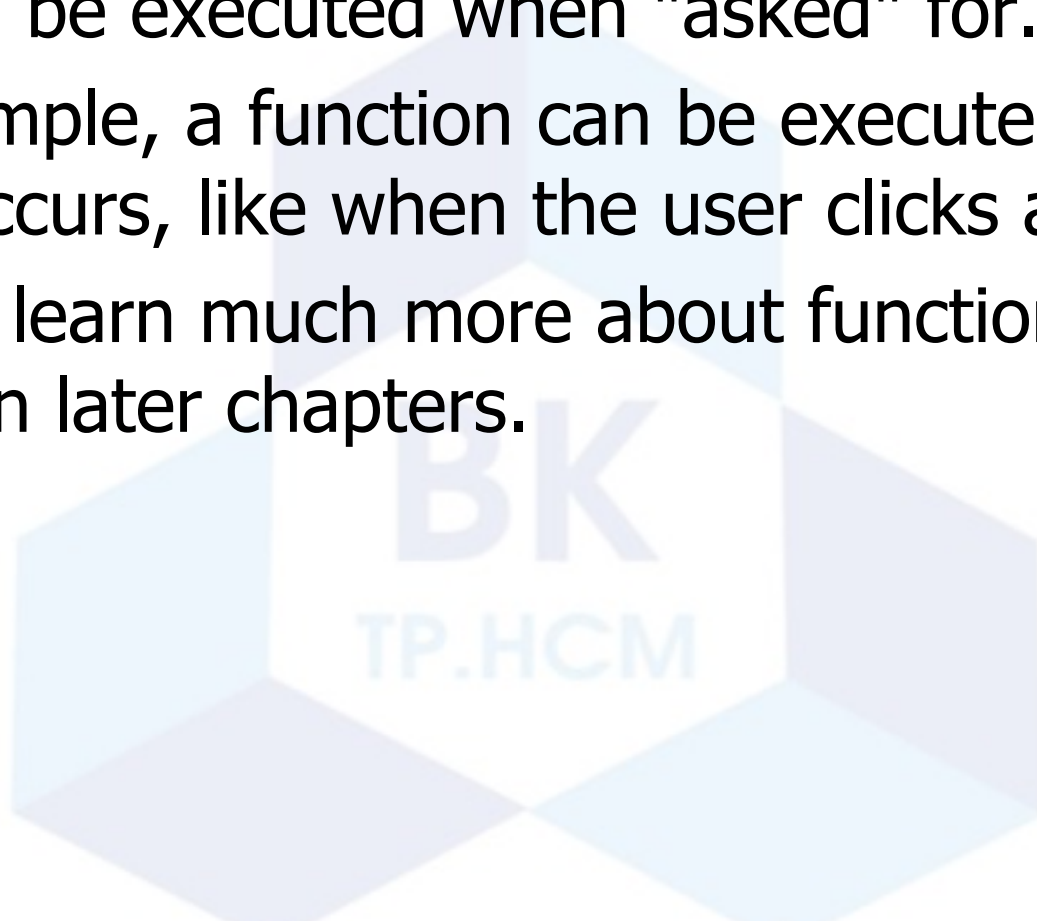 be executed when "asked" for.
mple, a function can be execute
ccurs, like when the user clicks a
learn much more about function
n later chapters.
BK
TP.HCM